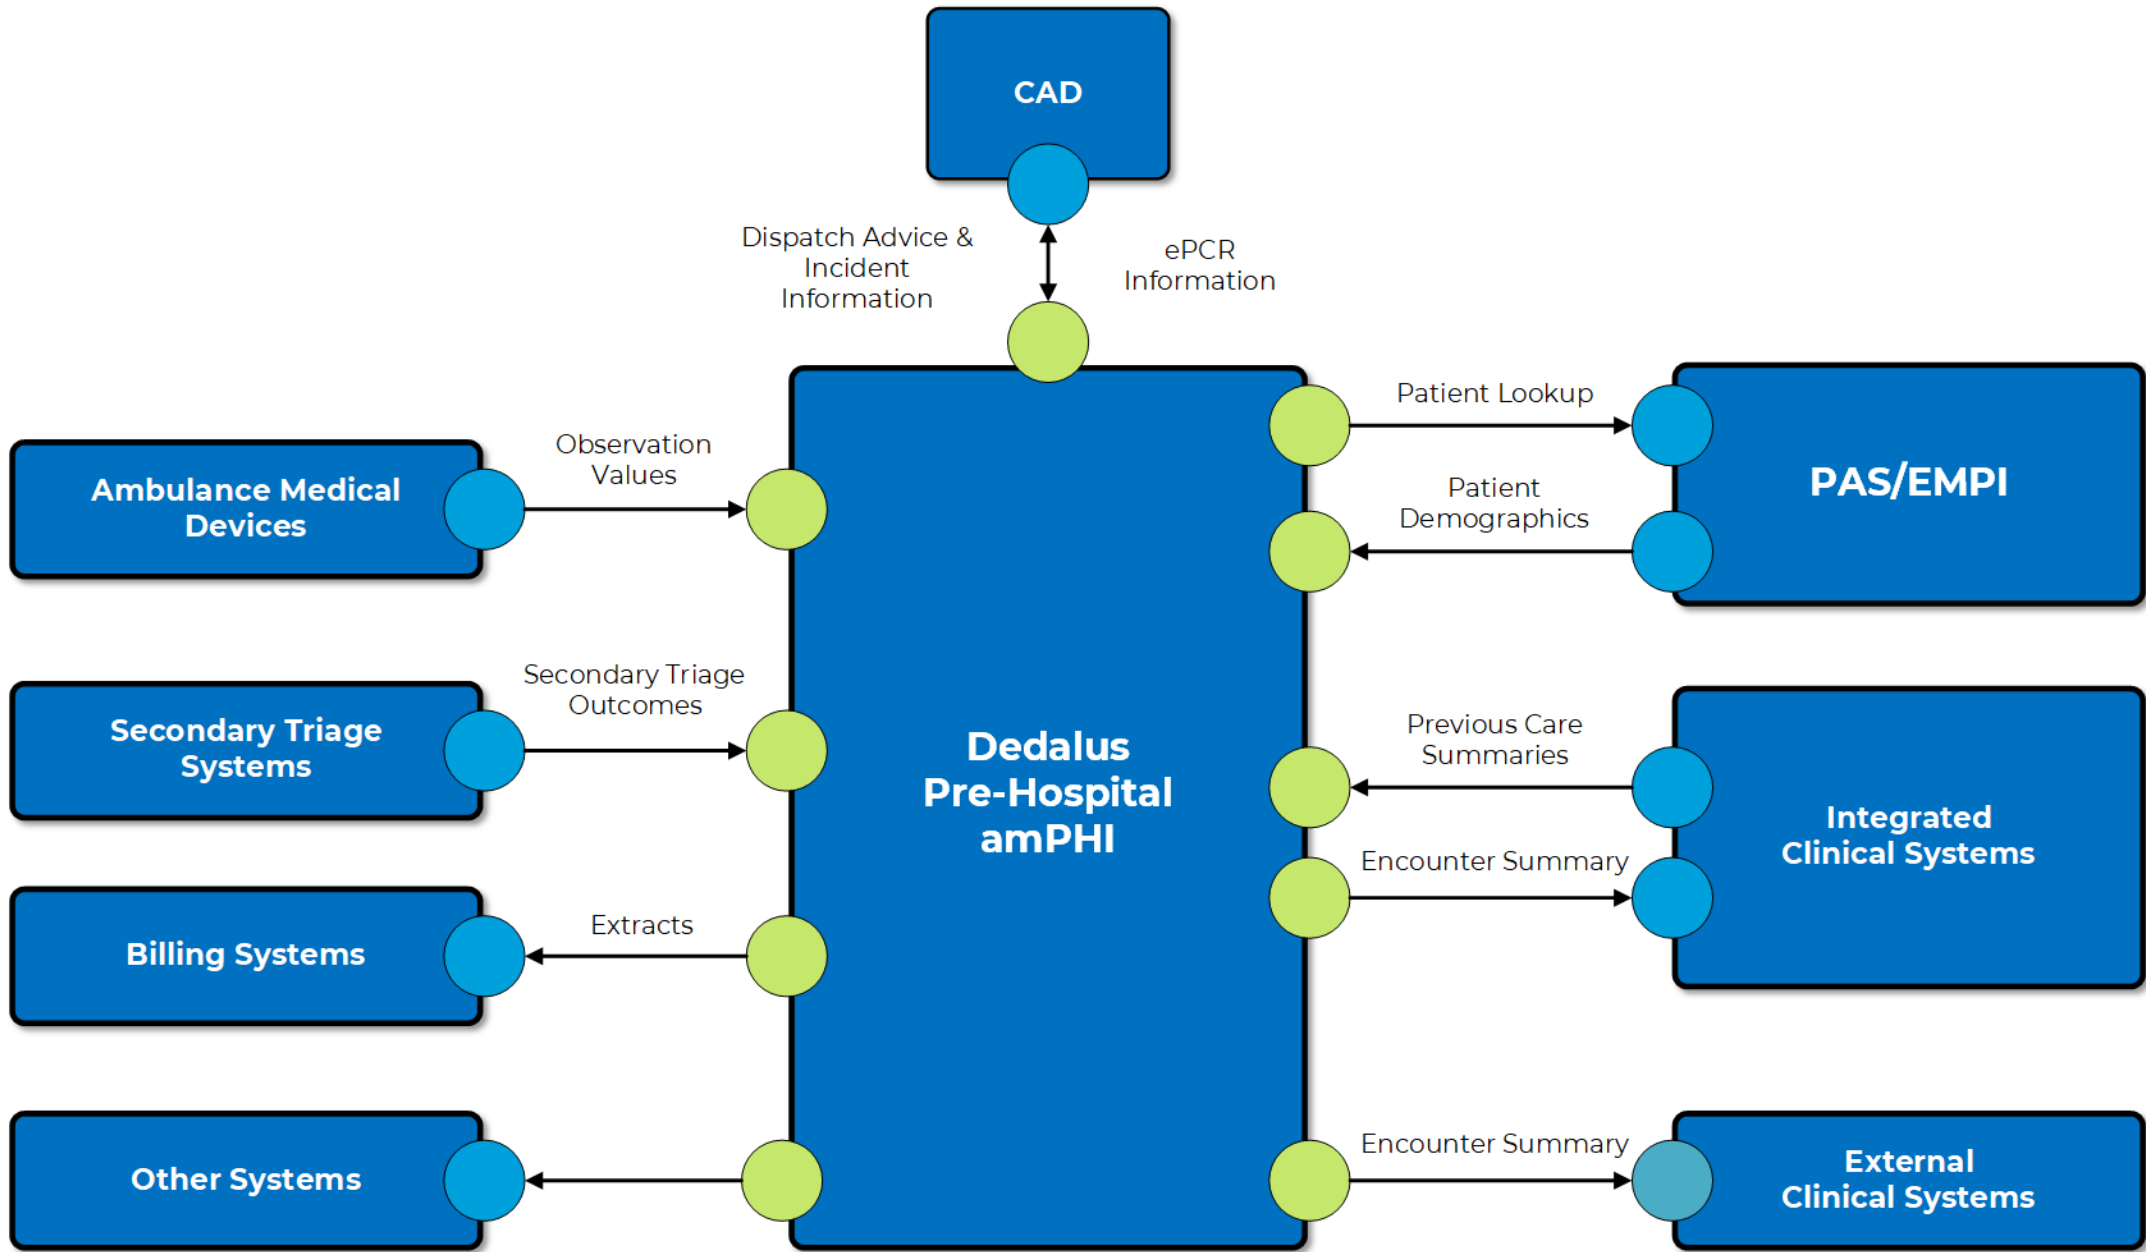 CAD
Dispatch Advice &
Incident
Information
ePCR
Information
Ambulance Medical
Devices
Observation
Values
Secondary Triage
Systems
Secondary Triage
Outcomes
Billing Systems
Extracts
Other Systems
Dedalus
Pre-Hospital
amPHI
Patient Lookup
Patient
Demographics
PAS/EMPI
Previous Care
Summaries
Encounter Summary
Integrated
Clinical Systems
Encounter Summary
External
Clinical Systems